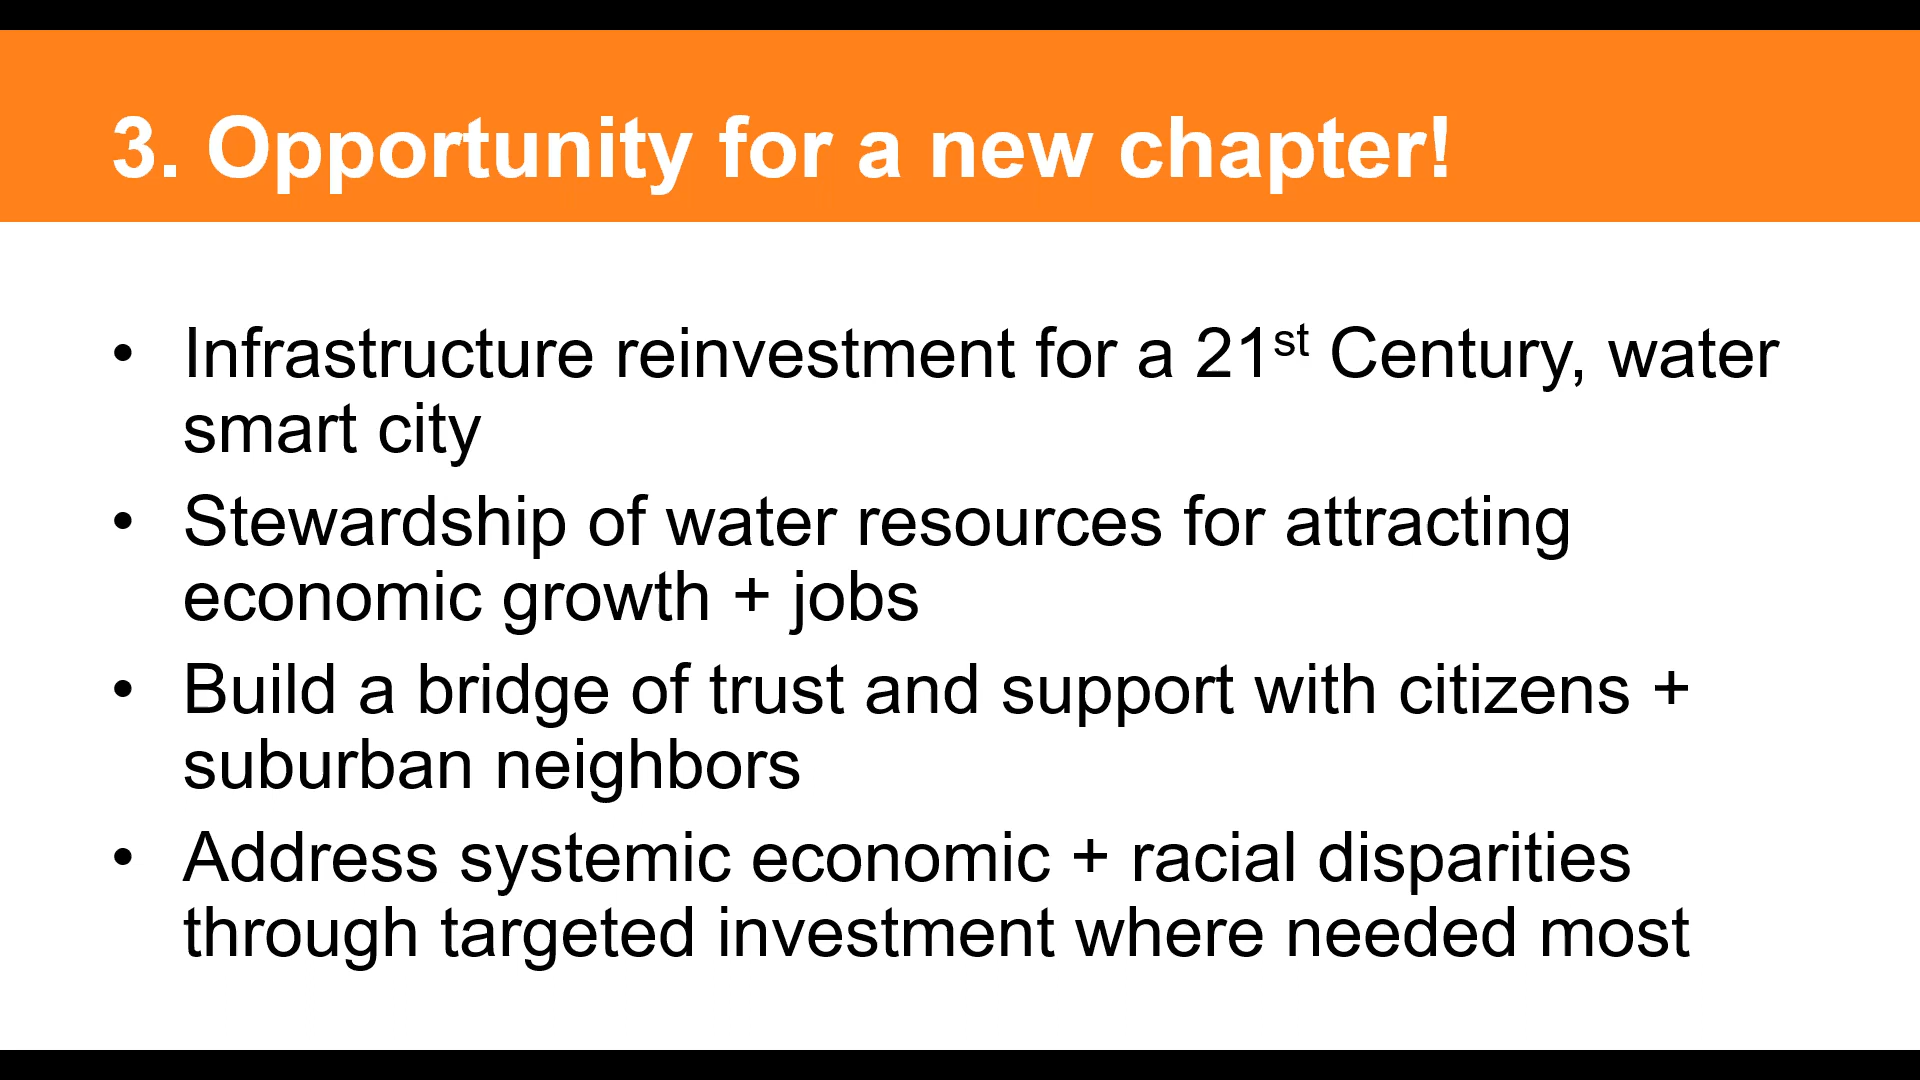 3. Opportunity for a new chapter!
• Infrastructure reinvestment for a 21st Century, water
smart city
• Stewardship of water resources for attracting
economic growth + jobs
• Build a bridge of trust and support with citizens +
suburban neighbors
• Address systemic economic + racial disparities
through targeted investment where needed most